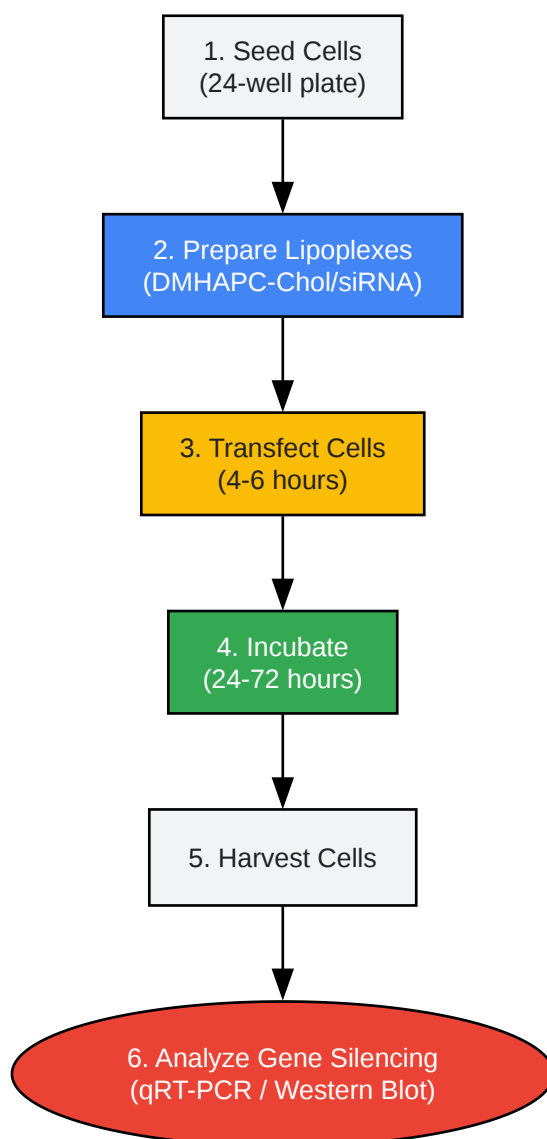 1. Seed Cells
(24-well plate)
2. Prepare Lipoplexes
(DMHAPC-Chol/siRNA)
3. Transfect Cells
(4-6 hours)
4. Incubate
(24-72 hours)
5. Harvest Cells
6. Analyze Gene Silencing
(qRT-PCR / Western Blot)